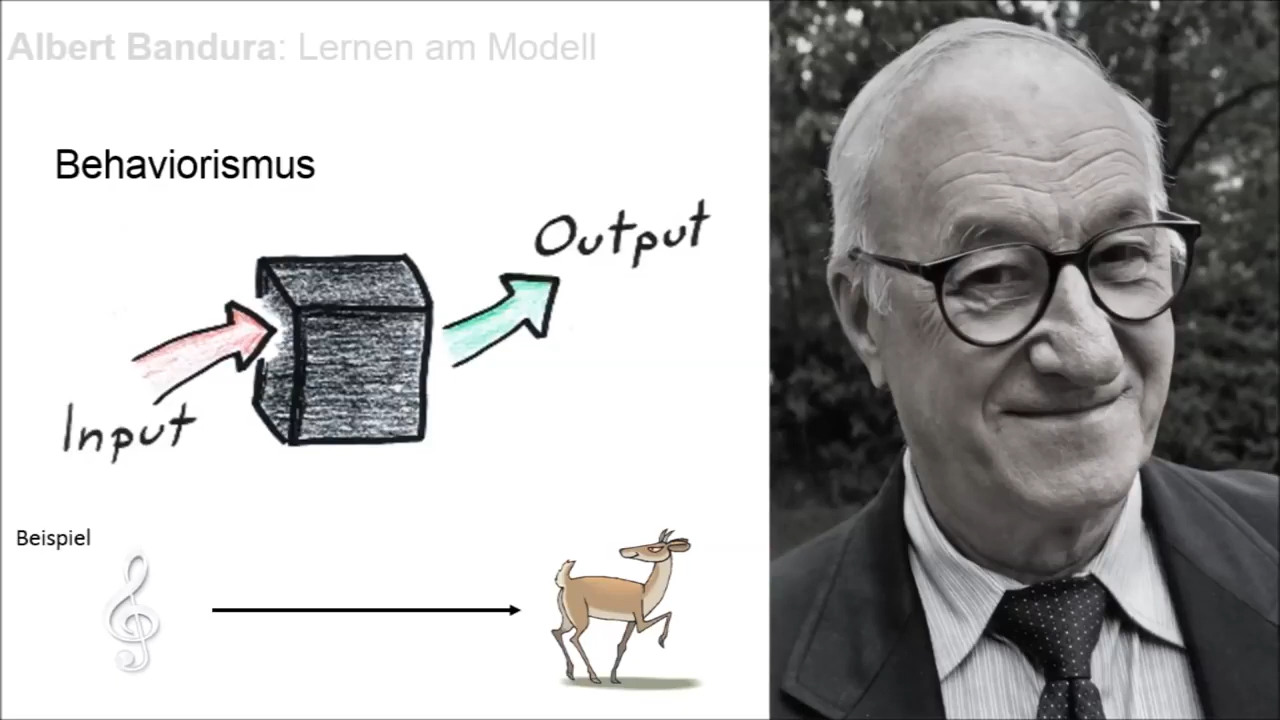 Albert Bandura: Lernen am Modell
Behaviorismus
Output
Input
Beispiel